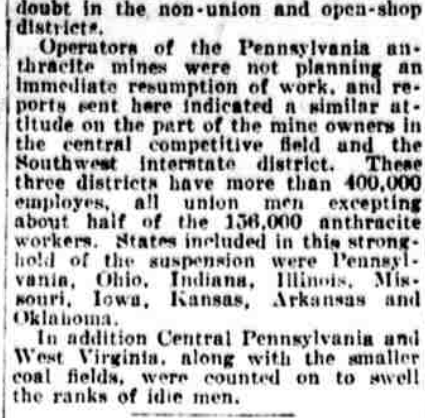 doubt in the non-union and open-shop
districts.
Operators of the Pennsylvania an-
thracite mines were not planning an
immediate resumption of work, and re-
ports sent here indicated a similar at-
titude on the part of the mine owners in
the central competitive field and the
Southwest interstate district. These
three districts have more than 400,000
employes, all union men excepting
about half of the 156,000 anthracite
workers. States included in this strong-
hold of the suspension were Pennsyl-
vania, Ohio, Indiana, Illinois, Mis-
souri, Iowa, Kansas, Arkansas and
Oklahoma.
In addition Central Pennsylvania and
West Virginia, along with the smaller
coal fields, were counted on to swell
the ranks of idle men.